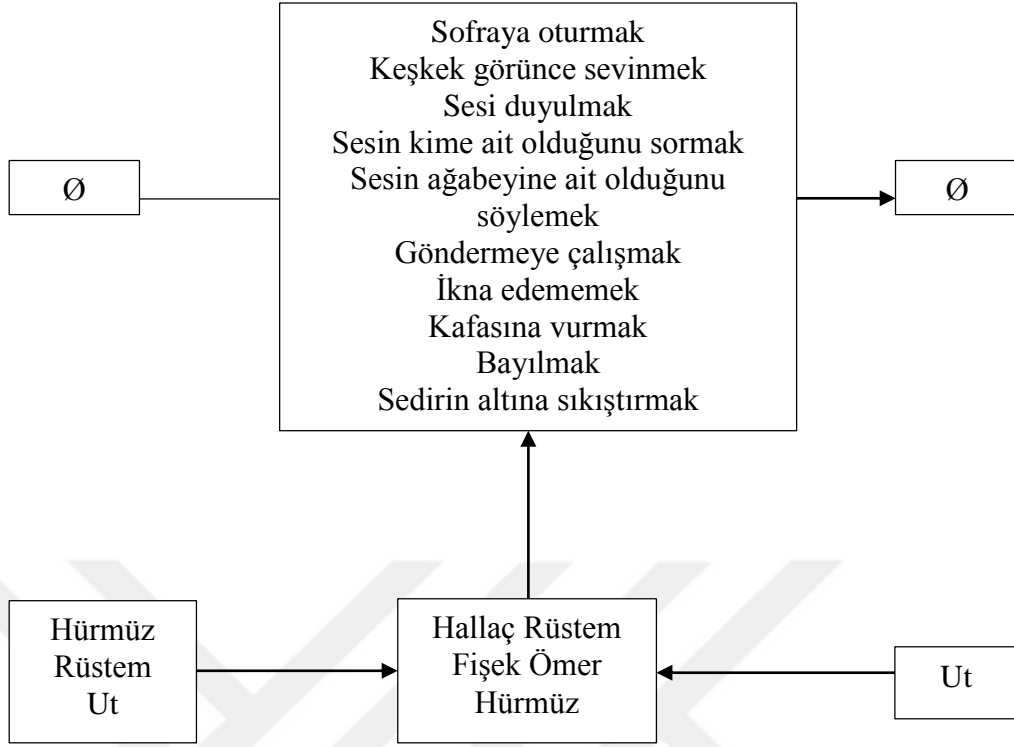 Sofraya oturmak
Keşkek görünce sevinmek
Sesi duyulmak
Sesin kime ait olduğunu sormak
Sesin ağabeyine ait olduğunu
söylemek
Göndermeye çalışmak
İkna edememek
Kafasına vurmak
Bayılmak
Sedirin altına sıkıştırmak
Ø
Ø
Hürmüz
Rüstem
Ut
Hallaç Rüstem
Fişek Ömer
Hürmüz
Ut